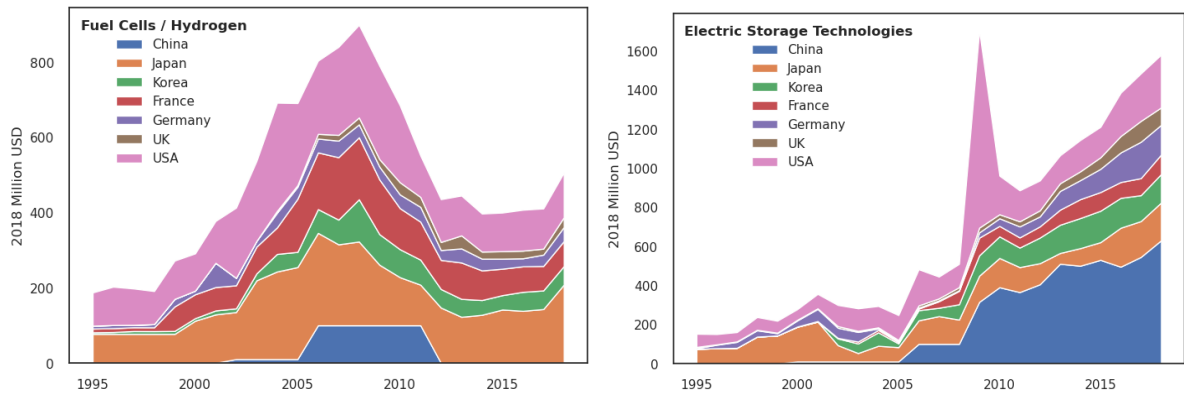 Fuel Cells / Hydrogen
China
Japan
Korea
France
Germany
UK
USA
2018 Million USD
800
600
400
200
0
1995 2000 2005 2010 2015
Electric Storage Technologies
China
Japan
Korea
France
Germany
UK
USA
2018 Million USD
1600
1400
1200
1000
800
600
400
200
0
1995 2000 2005 2010 2015